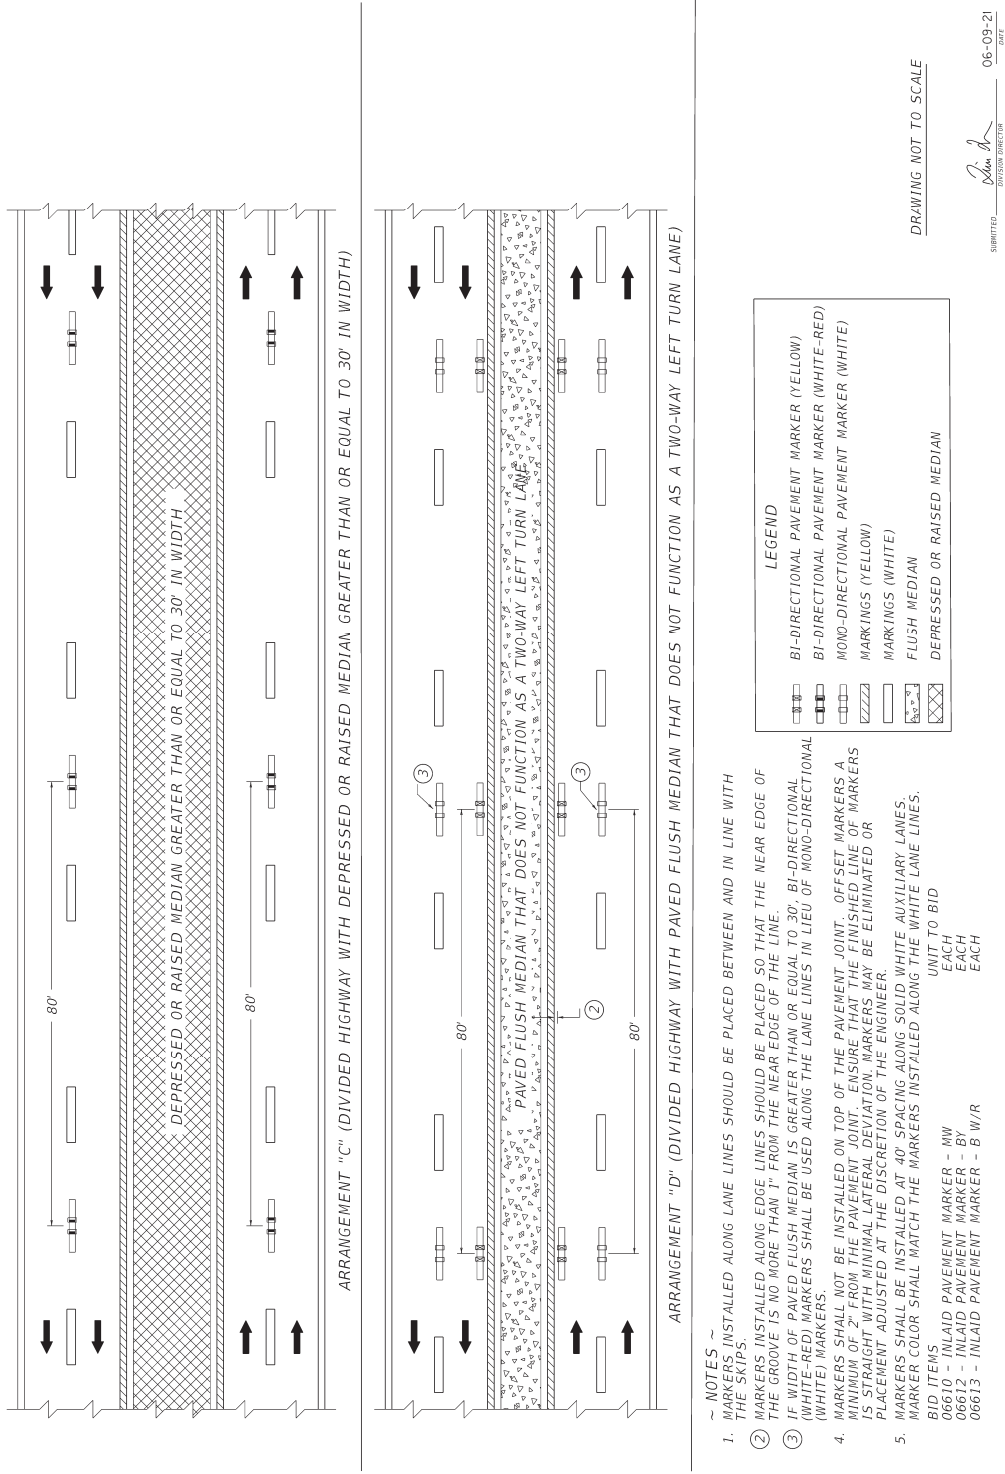 80'
DEPRESSED OR RAISED MEDIAN GREATER THAN OR EQUAL TO 30' IN WIDTH
80'
ARRANGEMENT "C" (DIVIDED HIGHWAY WITH DEPRESSED OR RAISED MEDIAN GREATER THAN OR EQUAL TO 30' IN WIDTH)
3
80'
PAVED FLUSH MEDIAN THAT DOES NOT FUNCTION AS A TWO-WAY LEFT TURN LANE
2
3
80'
ARRANGEMENT "D" (DIVIDED HIGHWAY WITH PAVED FLUSH MEDIAN THAT DOES NOT FUNCTION AS A TWO-WAY LEFT TURN LANE)
~ NOTES ~
1. MARKERS INSTALLED ALONG LANE LINES SHOULD BE PLACED BETWEEN AND IN LINE WITH
THE SKIPS.
2 MARKERS INSTALLED ALONG EDGE LINES SHOULD BE PLACED SO THAT THE NEAR EDGE OF
THE GROOVE IS NO MORE THAN 1" FROM THE NEAR EDGE OF THE LINE.
3 IF WIDTH OF PAVED FLUSH MEDIAN IS GREATER THAN OR EQUAL TO 30', BI-DIRECTIONAL
(WHITE-RED) MARKERS SHALL BE USED ALONG THE LANE LINES IN LIEU OF MONO-DIRECTIONAL
(WHITE) MARKERS.
4. MARKERS SHALL NOT BE INSTALLED ON TOP OF THE PAVEMENT JOINT. OFFSET MARKERS A
MINIMUM OF 2" FROM THE PAVEMENT JOINT. ENSURE THAT THE FINISHED LINE OF MARKERS
IS STRAIGHT WITH MINIMAL LATERAL DEVIATION. MARKERS MAY BE ELIMINATED OR
PLACEMENT ADJUSTED AT THE DISCRETION OF THE ENGINEER.
5. MARKERS SHALL BE INSTALLED AT 40' SPACING ALONG SOLID WHITE AUXILIARY LANES.
MARKER COLOR SHALL MATCH THE MARKERS INSTALLED ALONG THE WHITE LANE LINES.
BID ITEMS UNIT TO BID
06610 - INLAID PAVEMENT MARKER - MW EACH
06612 - INLAID PAVEMENT MARKER - BY EACH
06613 - INLAID PAVEMENT MARKER - B W/R EACH
LEGEND
BI-DIRECTIONAL PAVEMENT MARKER (YELLOW)
BI-DIRECTIONAL PAVEMENT MARKER (WHITE-RED)
MONO-DIRECTIONAL PAVEMENT MARKER (WHITE)
MARKINGS (YELLOW)
MARKINGS (WHITE)
FLUSH MEDIAN
DEPRESSED OR RAISED MEDIAN
DRAWING NOT TO SCALE
SUBMITTED 06-09-21
DIVISION DIRECTOR DATE